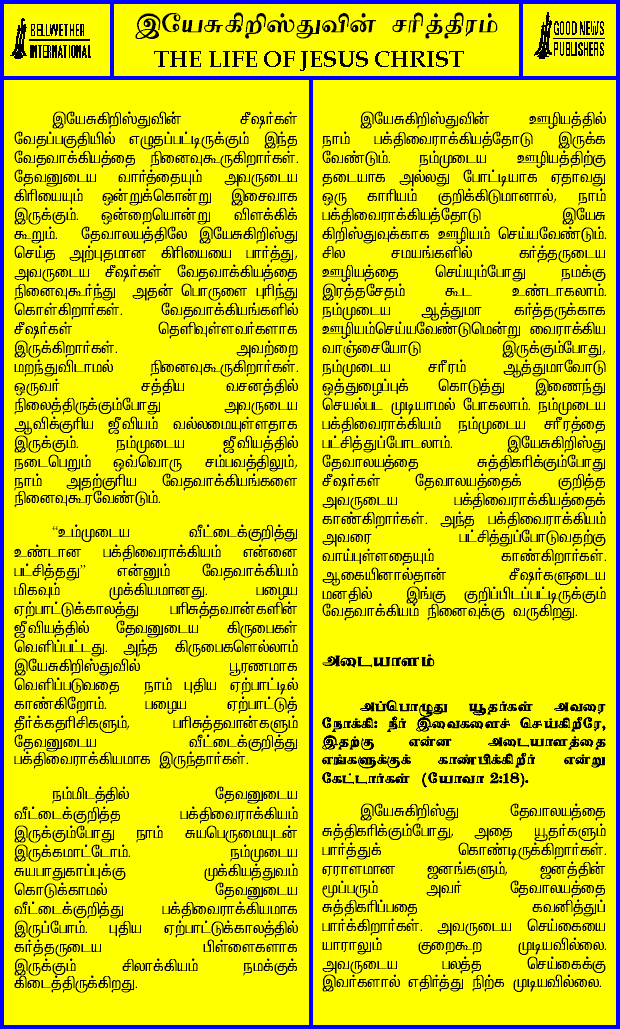 BELLWETHER
INTERNATIONAL
இயேசுகிறிஸ்துவின் சரித்திரம்
THE LIFE OF JESUS CHRIST
GOOD NEWS
PUBLISHERS
இயேசுகிறிஸ்துவின் சீஷர்கள்
வேதப்பகுதியில் எழுதப்பட்டிருக்கும் இந்த
வேதவாக்கியத்தை நினைவுகூருகிறார்கள்.
தேவனுடைய வார்த்தையும் அவருடைய
கிரியையும் ஒன்றுக்கொன்று இசைவாக
இருக்கும். ஒன்றையொன்று விளக்கிக்
கூறும். தேவாலயத்திலே இயேசுகிறிஸ்து
செய்த அற்புதமான கிரியையை பார்த்து,
அவருடைய சீஷர்கள் வேதவாக்கியத்தை
நினைவுகூர்ந்து அதன் பொருளை புரிந்து
கொள்கிறார்கள். வேதவாக்கியங்களில்
சீஷர்கள் தெளிவுள்ளவர்களாக
இருக்கிறார்கள். அவற்றை
மறந்துவிடாமல் நினைவுகூருகிறார்கள்.
ஒருவர் சத்திய வசனத்தில்
நிலைத்திருக்கும்போது அவருடைய
ஆவிக்குரிய ஜீவியம் வல்லமையுள்ளதாக
இருக்கும். நம்முடைய ஜீவியத்தில்
நடைபெறும் ஒவ்வொரு சம்பவத்திலும்,
நாம் அதற்குரிய வேதவாக்கியங்களை
நினைவுகூரவேண்டும்.
“உம்முடைய வீட்டைக்குறித்து
உண்டான பக்திவைராக்கியம் என்னை
பட்சித்தது” என்னும் வேதவாக்கியம்
மிகவும் முக்கியமானது. பழைய
ஏற்பாட்டுக்காலத்து பரிசுத்தவான்களின்
ஜீவியத்தில் தேவனுடைய கிருபைகள்
வெளிப்பட்டது. அந்த கிருபைகளெல்லாம்
இயேசுகிறிஸ்துவில் பூரணமாக
வெளிப்படுவதை நாம் புதிய ஏற்பாட்டில்
காண்கிறோம். பழைய ஏற்பாட்டுத்
தீர்க்கதரிசிகளும், பரிசுத்தவான்களும்
தேவனுடைய வீட்டைக்குறித்து
பக்திவைராக்கியமாக இருந்தார்கள்.
நம்மிடத்தில் தேவனுடைய
வீட்டைக்குறித்த பக்திவைராக்கியம்
இருக்கும்போது நாம் சுயபெருமையுடன்
இருக்கமாட்டோம். நம்முடைய
சுயபாதுகாப்புக்கு முக்கியத்துவம்
கொடுக்காமல் தேவனுடைய
வீட்டைக்குறித்து பக்திவைராக்கியமாக
இருப்போம். புதிய ஏற்பாட்டுக்காலத்தில்
கர்த்தருடைய பிள்ளைகளாக
இருக்கும் சிலாக்கியம் நமக்குக்
கிடைத்திருக்கிறது.
இயேசுகிறிஸ்துவின் ஊழியத்தில்
நாம் பக்திவைராக்கியத்தோடு இருக்க
வேண்டும். நம்முடைய ஊழியத்திற்கு
தடையாக அல்லது போட்டியாக ஏதாவது
ஒரு காரியம் குறிக்கிடுமானால், நாம்
பக்திவைராக்கியத்தோடு இயேசு
கிறிஸ்துவுக்காக ஊழியம் செய்யவேண்டும்.
சில சமயங்களில் கர்த்தருடைய
ஊழியத்தை செய்யும்போது நமக்கு
இரத்தசேதம் கூட உண்டாகலாம்.
நம்முடைய ஆத்துமா கர்த்தருக்காக
ஊழியம்செய்யவேண்டுமென்று வைராக்கிய
வாஞ்சையோடு இருக்கும்போது,
நம்முடைய சரீரம் ஆத்துமாவோடு
ஒத்துழைப்புக் கொடுத்து இணைந்து
செயல்பட முடியாமல் போகலாம். நம்முடைய
பக்திவைராக்கியம் நம்முடைய சரீரத்தை
பட்சித்துப்போடலாம். இயேசுகிறிஸ்து
தேவாலயத்தை சுத்திகரிக்கும்போது
சீஷர்கள் தேவாலயத்தைக் குறித்த
அவருடைய பக்திவைராக்கியத்தைக்
காண்கிறார்கள். அந்த பக்திவைராக்கியம்
அவரை பட்சித்துப்போடுவதற்கு
வாய்புள்ளதையும் காண்கிறார்கள்.
ஆகையினால்தான் சீஷர்களுடைய
மனதில் இங்கு குறிப்பிடப்பட்டிருக்கும்
வேதவாக்கியம் நினைவுக்கு வருகிறது.
அடையாளம்
அப்பொழுது யூதர்கள் அவரை
நோக்கி: நீர் இவைகளைச் செய்கிறீரே,
இதற்கு என்ன அடையாளத்தை
எங்களுக்குக் காண்பிக்கிறீர் என்று
கேட்டார்கள் (யோவா 2:18).
இயேசுகிறிஸ்து தேவாலயத்தை
சுத்திகரிக்கும்போது, அதை யூதர்களும்
பார்த்துக் கொண்டிருக்கிறார்கள்.
ஏராளமான ஜனங்களும், ஜனத்தின்
மூப்பரும் அவர் தேவாலயத்தை
சுத்திகரிப்பதை கவனித்துப்
பார்க்கிறார்கள். அவருடைய செய்கையை
யாராலும் குறைகூற முடியவில்லை.
அவருடைய பலத்த செய்கைக்கு
இவர்களால் எதிர்த்து நிற்க முடியவில்லை.